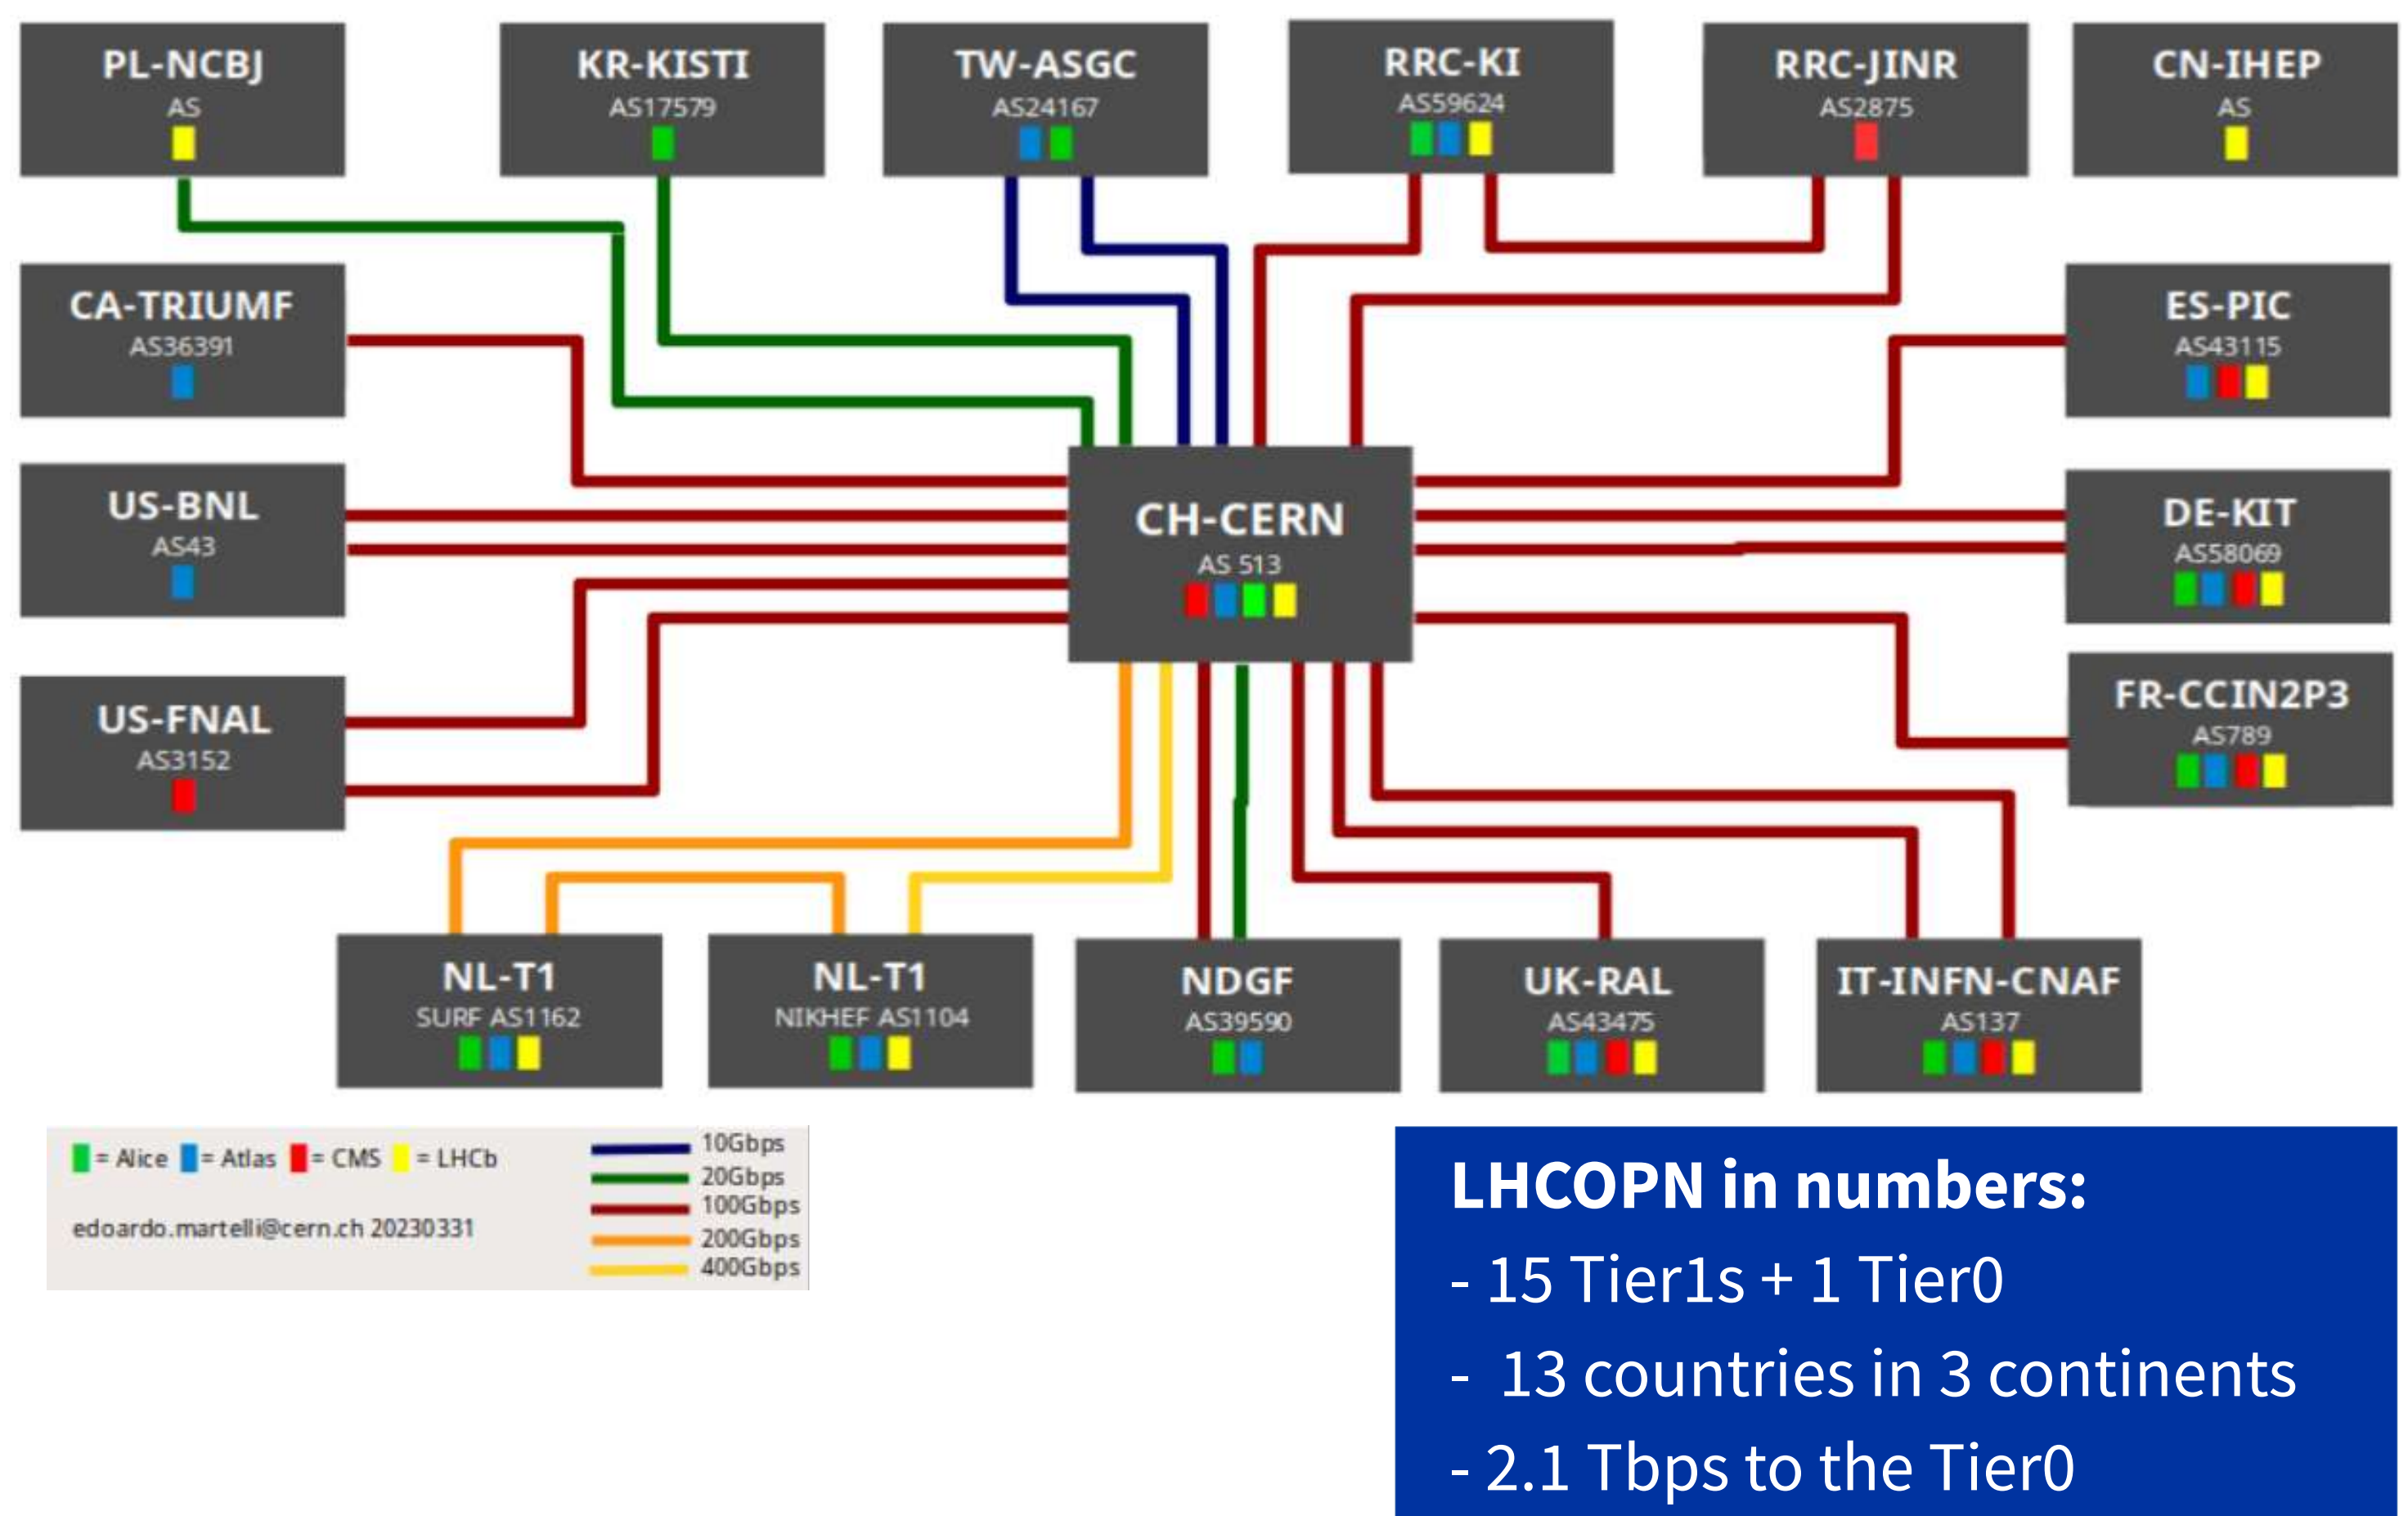 PL-NCBJ
AS
KR-KISTI
AS17579
TW-ASGC
AS24167
RRC-KI
AS59624
RRC-JINR
AS2875
CN-IHEP
AS
CA-TRIUMF
AS36391
ES-PIC
AS43115
US-BNL
AS43
CH-CERN
AS 513
DE-KIT
AS58069
US-FNAL
AS3152
FR-CCIN2P3
AS789
NL-T1
SURF AS1162
NL-T1
NIKHEF AS1104
NDGF
AS39590
UK-RAL
AS43475
IT-INFN-CNAF
AS137
= Alice = Atlas = CMS = LHCb
edoardo.martelli@cern.ch 20230331
10Gbps
20Gbps
100Gbps
200Gbps
400Gbps
LHCOPN in numbers:
- 15 Tier1s + 1 Tier0
- 13 countries in 3 continents
- 2.1 Tbps to the Tier0